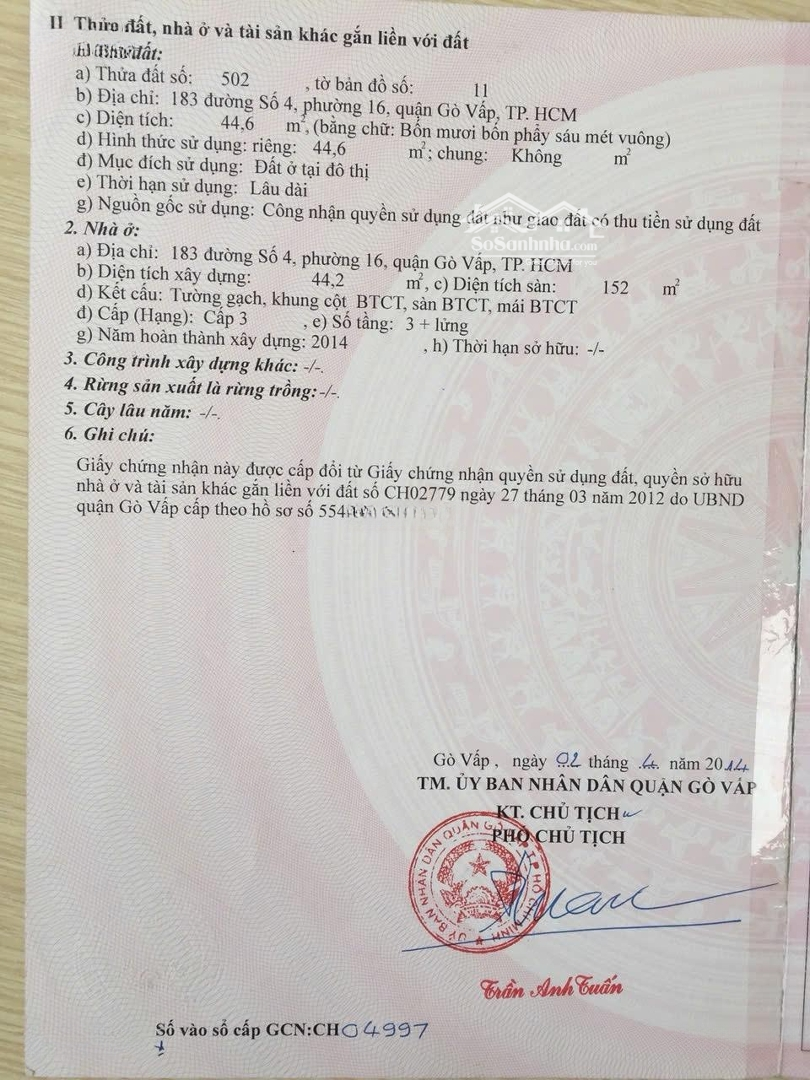 II Thửa đất, nhà ở và tài sản khác gắn liền với đất
a) Thửa đất số: 502 , tờ bản đồ số: 11
b) Địa chỉ: 183 đường Số 4, phường 16, quận Gò Vấp, TP. HCM
c) Diện tích: 44,6 m², (bằng chữ: Bốn mươi bốn phẩy sáu mét vuông)
d) Hình thức sử dụng: riêng: 44,6 m²; chung: Không m²
đ) Mục đích sử dụng: Đất ở tại đô thị
e) Thời hạn sử dụng: Lâu dài
g) Nguồn gốc sử dụng: Công nhận quyền sử dụng đất như giao đất có thu tiền sử dụng đất
SoSanhnha.com
2. Nhà ở:
a) Địa chỉ: 183 đường Số 4, phường 16, quận Gò Vấp, TP. HCM
b) Diện tích xây dựng: 44,2 m², c) Diện tích sàn: 152 m²
d) Kết cấu: Tường gạch, khung cột BTCT, sàn BTCT, mái BTCT
đ) Cấp (Hạng): Cấp 3 , e) Số tầng: 3 + lửng
g) Năm hoàn thành xây dựng: 2014 , h) Thời hạn sở hữu: -/-
3. Công trình xây dựng khác: -/-.
4. Rừng sản xuất là rừng trồng: -/-.
5. Cây lâu năm: -/-.
6. Ghi chú:
Giấy chứng nhận này được cấp đổi từ Giấy chứng nhận quyền sử dụng đất, quyền sở hữu
nhà ở và tài sản khác gắn liền với đất số CH02779 ngày 27 tháng 03 năm 2012 do UBND
quận Gò Vấp cấp theo hồ sơ số
Gò Vấp , ngày 02 tháng .4. năm 2014
TM. ỦY BAN NHÂN DÂN QUẬN GÒ VẤP
KT. CHỦ TỊCH
PHÓ CHỦ TỊCH
ỦY BAN NHÂN DÂN QUẬN GÒ VẤP TP HỒ CHÍ MINH
Trần Anh Tuấn
Số vào sổ cấp GCN:CH04997